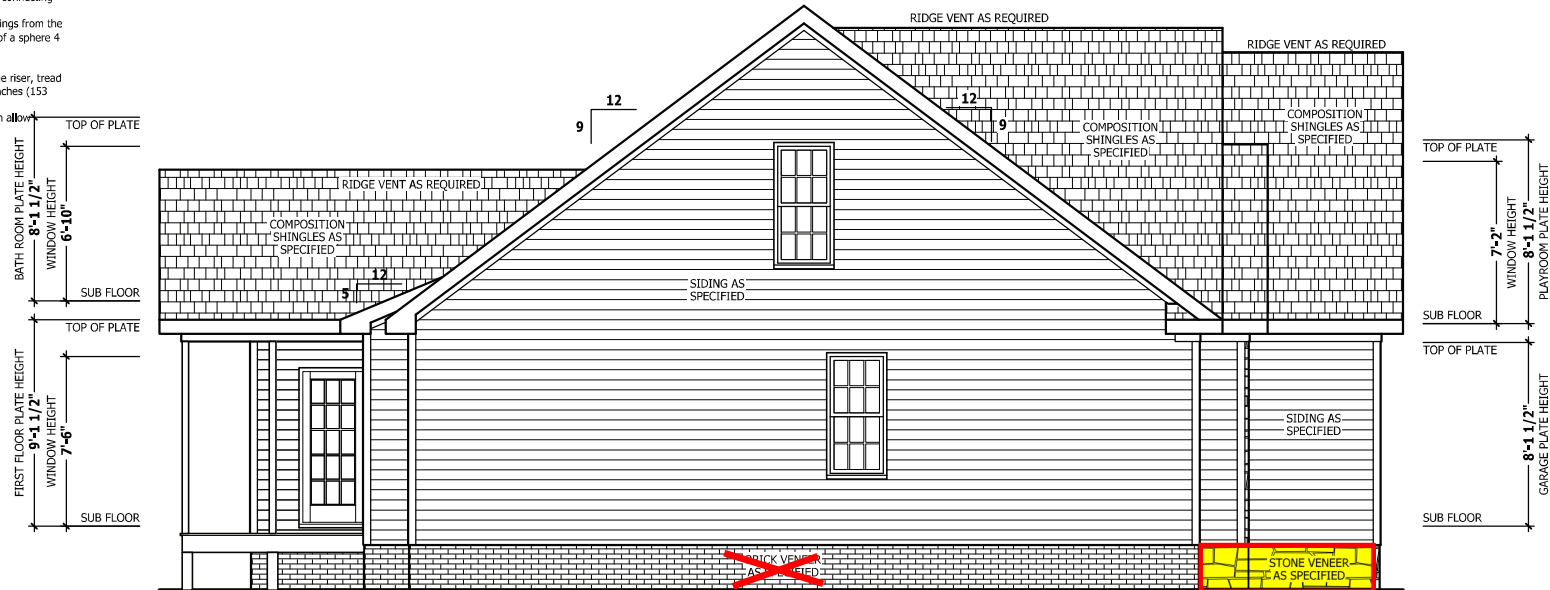 connecting
ings from the
of a sphere 4
e riser, tread
ches (153
n allow
RIDGE VENT AS REQUIRED
RIDGE VENT AS REQUIRED
12
9
12
9
COMPOSITION
SHINGLES AS
SPECIFIED
COMPOSITION
SHINGLES AS
SPECIFIED
TOP OF PLATE
BATH ROOM PLATE HEIGHT
8'-1 1/2"
WINDOW HEIGHT
6'-10"
SUB FLOOR
RIDGE VENT AS REQUIRED
COMPOSITION
SHINGLES AS
SPECIFIED
12
5
SIDING AS
SPECIFIED
TOP OF PLATE
7'-2"
WINDOW HEIGHT
8'-1 1/2"
PLAYROOM PLATE HEIGHT
SUB FLOOR
TOP OF PLATE
FIRST FLOOR PLATE HEIGHT
9'-1 1/2"
WINDOW HEIGHT
7'-6"
SUB FLOOR
TOP OF PLATE
SIDING AS
SPECIFIED
8'-1 1/2"
GARAGE PLATE HEIGHT
SUB FLOOR
BRICK VENEER
AS SPECIFIED
STONE VENEER
AS SPECIFIED